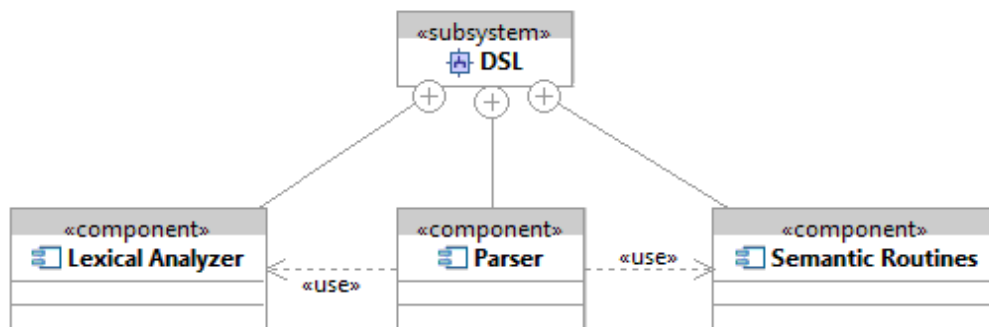 «subsystem»
DSL
«component»
Lexical Analyzer
«component»
Parser
«component»
Semantic Routines
«use»
«use»